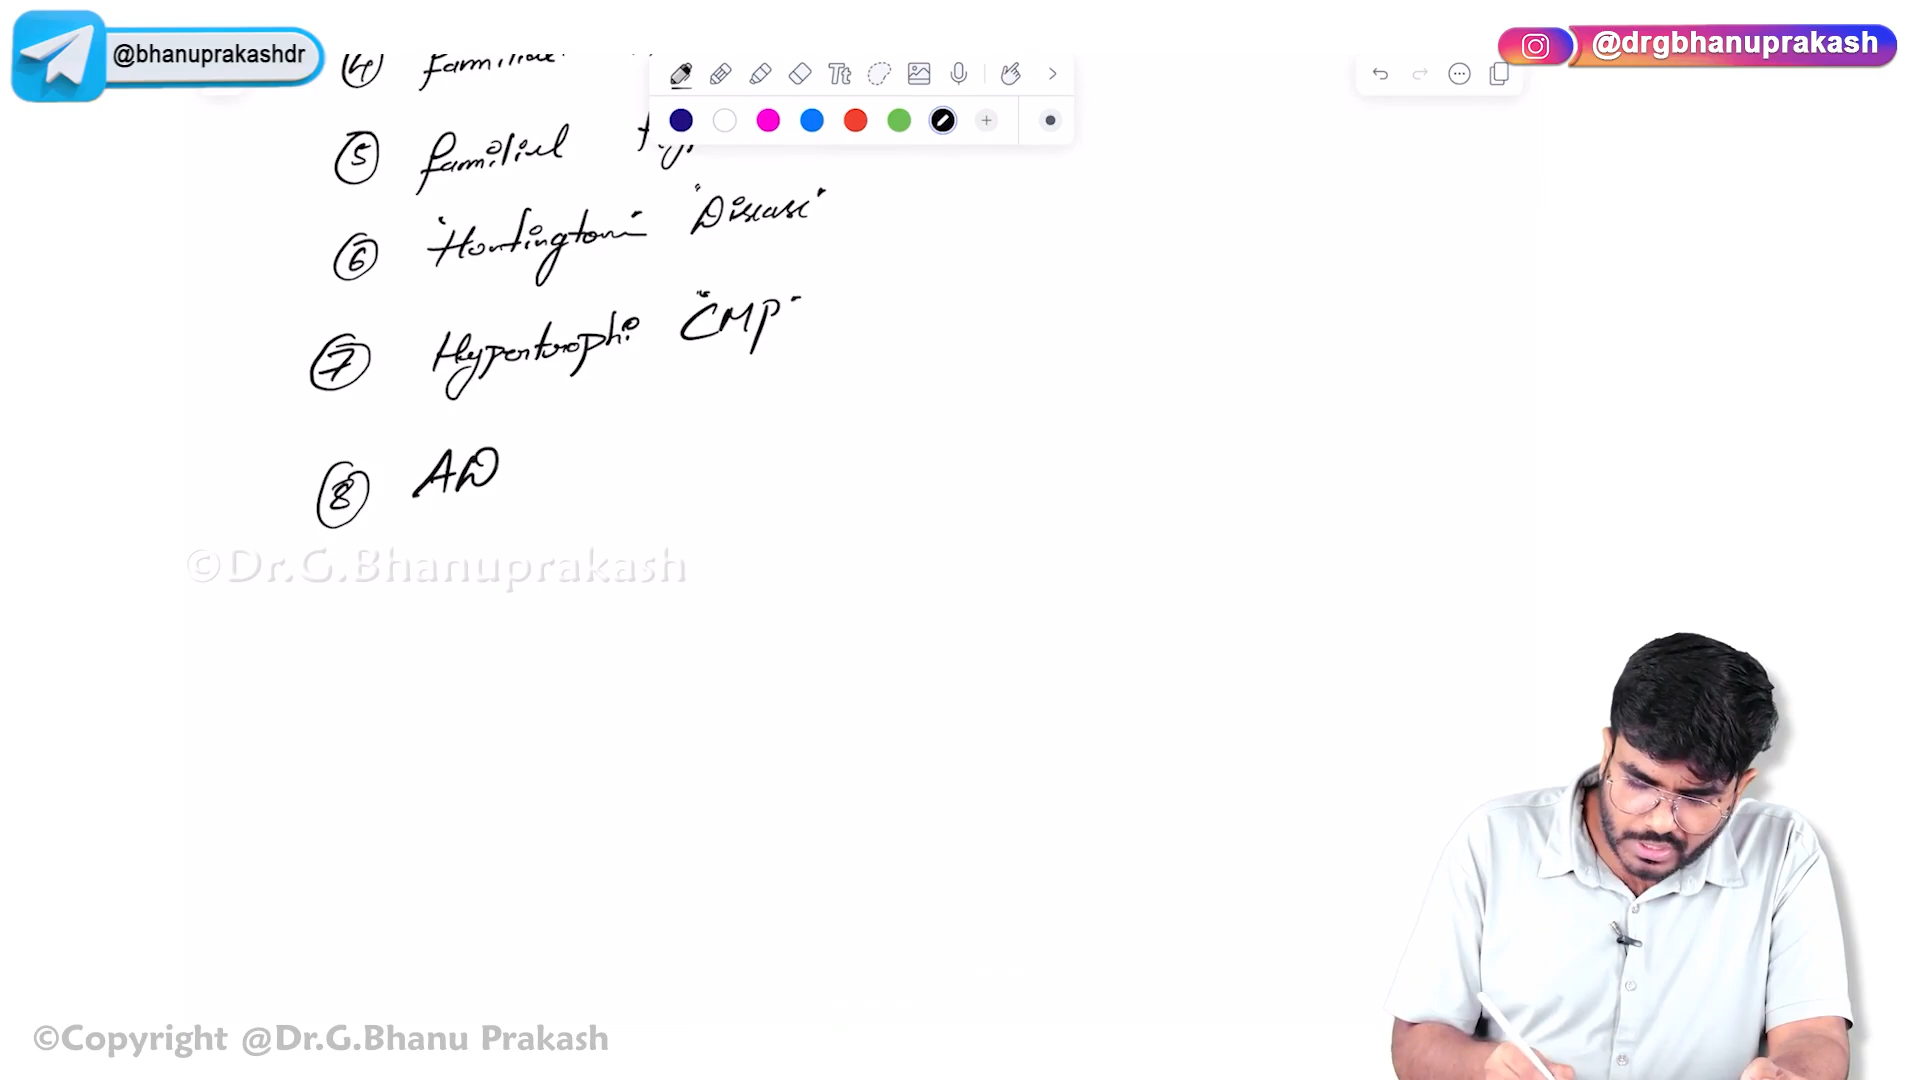 @bhanuprakashdr
@drgbhanuprakash
4 familial
Tt
5 familial
6 "Huntington" "Disease"
7 Hypertrophic "CMP"
8 AD
©Dr.G.Bhanuprakash
©Copyright @Dr.G.Bhanu Prakash